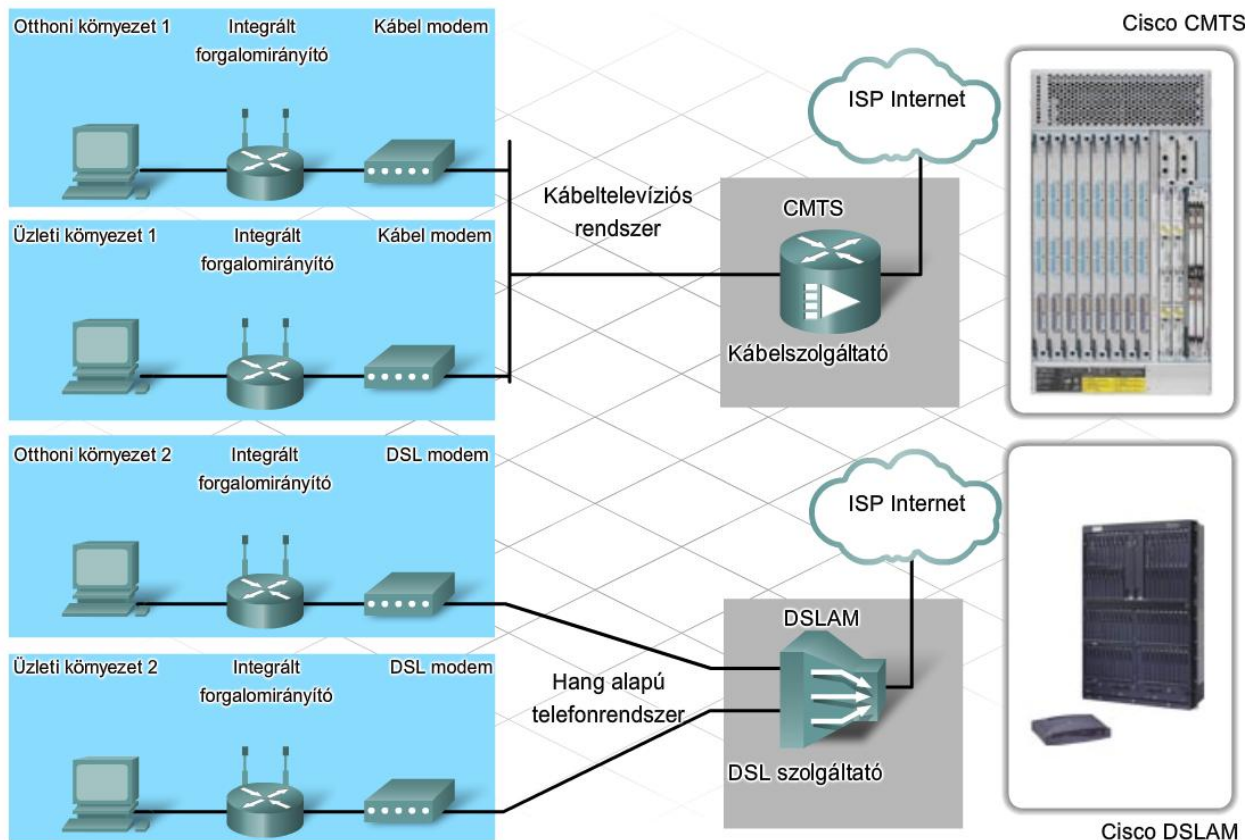 Otthoni környezet 1
Integrált
forgalomirányító
Kábel modem
Cisco CMTS
ISP Internet
Kábeltelevíziós
rendszer
CMTS
Kábelszolgáltató
Üzleti környezet 1
Integrált
forgalomirányító
Kábel modem
Otthoni környezet 2
Integrált
forgalomirányító
DSL modem
ISP Internet
DSLAM
Hang alapú
telefonrendszer
DSL szolgáltató
Üzleti környezet 2
Integrált
forgalomirányító
DSL modem
Cisco DSLAM